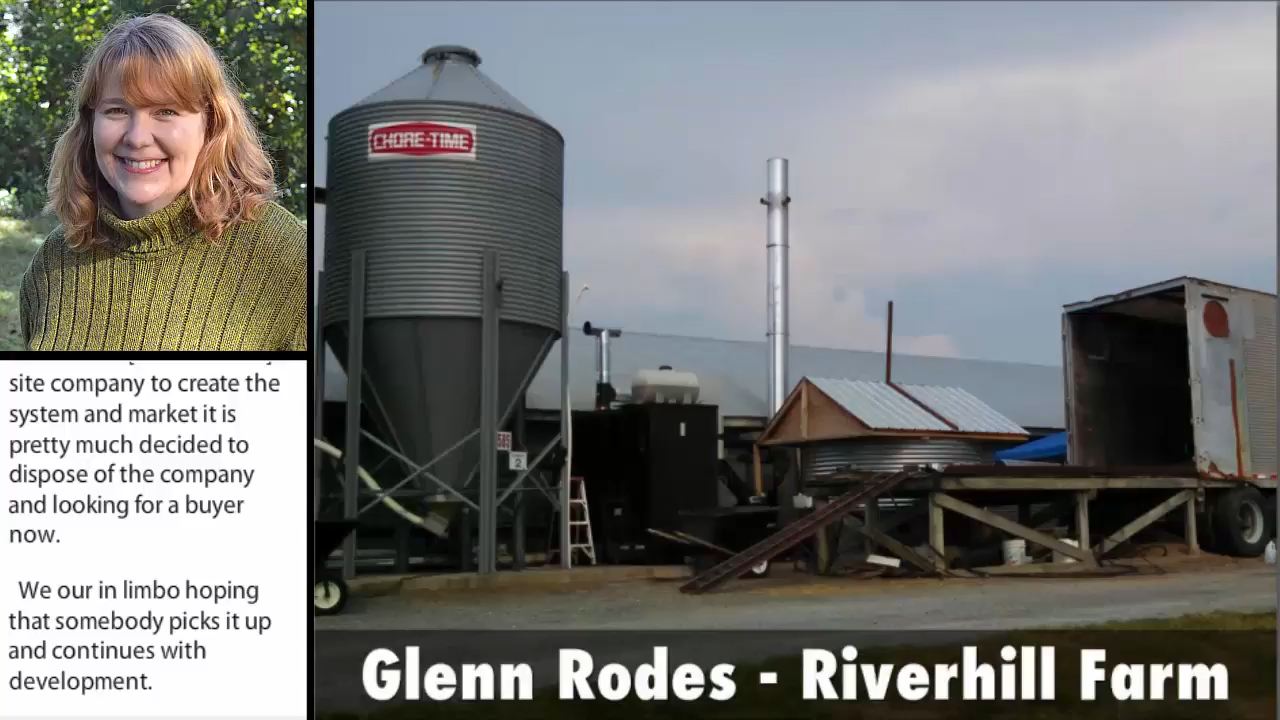 CHORE-TIME
585
2
site company to create the
system and market it is
pretty much decided to
dispose of the company
and looking for a buyer
now.
We our in limbo hoping
that somebody picks it up
and continues with
development.
Glenn Rodes - Riverhill Farm